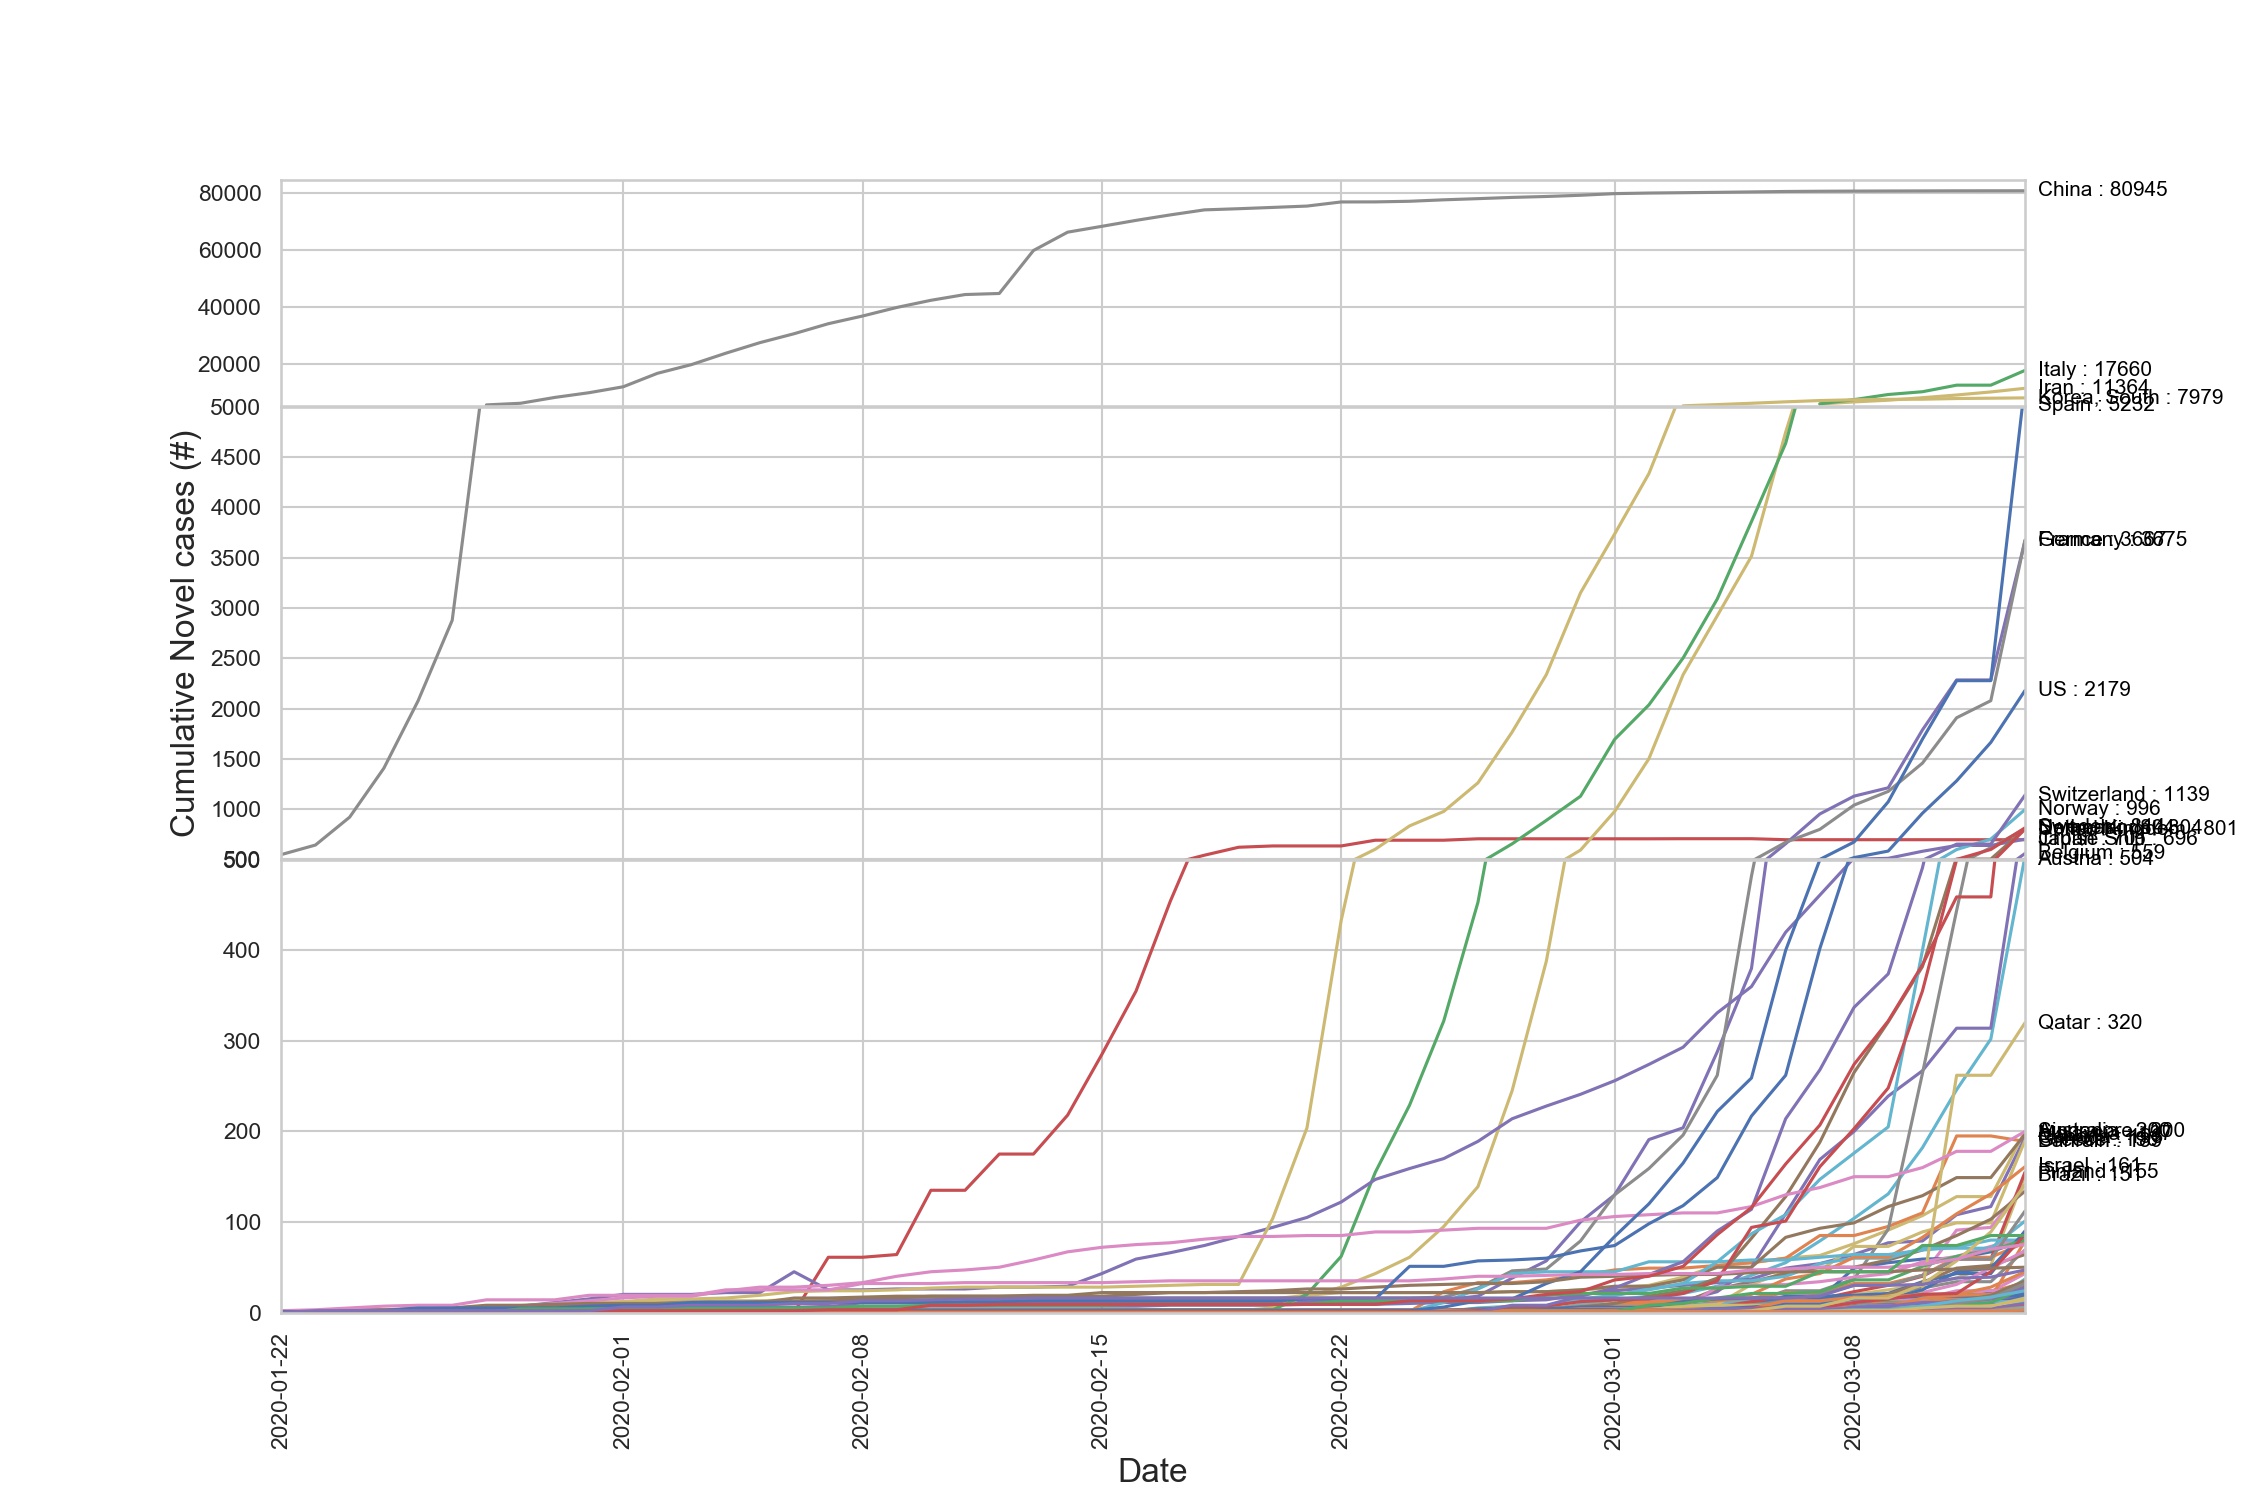 80000
60000
40000
20000
5000
4500
4000
3500
3000
2500
2000
1500
1000
500
400
300
200
100
0
Cumulative Novel cases (#)
China : 80945
Italy : 17660
Iran : 11364
Korea, South : 7979
Spain : 5232
US : 2179
Switzerland : 1139
Norway : 996
Belgium : 559
Austria : 504
Qatar : 320
Israel : 161
Brazil : 151
2020-01-22
2020-02-01
2020-02-08
2020-02-15
2020-02-22
2020-03-01
2020-03-08
Date